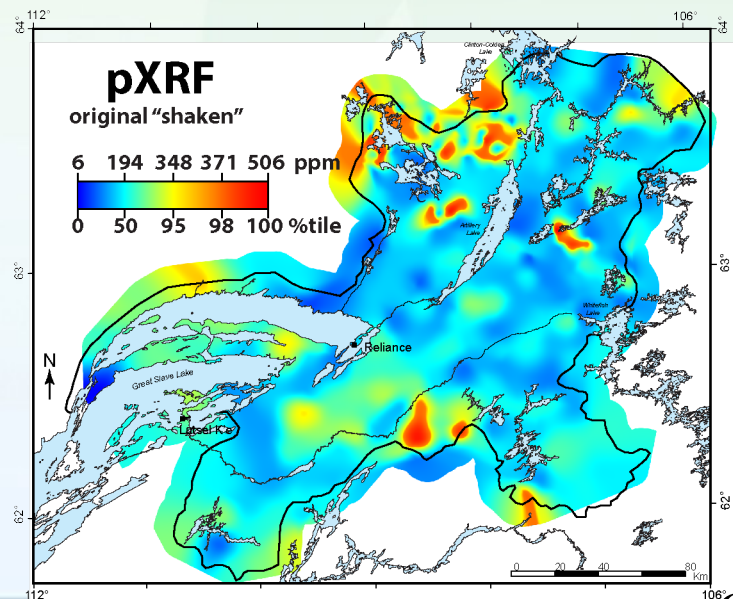 112° 106°
64° 64°
Clinton-Colden
Lake
pXRF
original “shaken”
6 194 348 371 506 ppm
0 50 95 98 100 %tile
Artillery
Lake
63° 63°
Whitefish
Lake
N
Reliance
Great Slave Lake
Lutsel K'e
62° 62°
0 20 40 80
Km
112° 106°